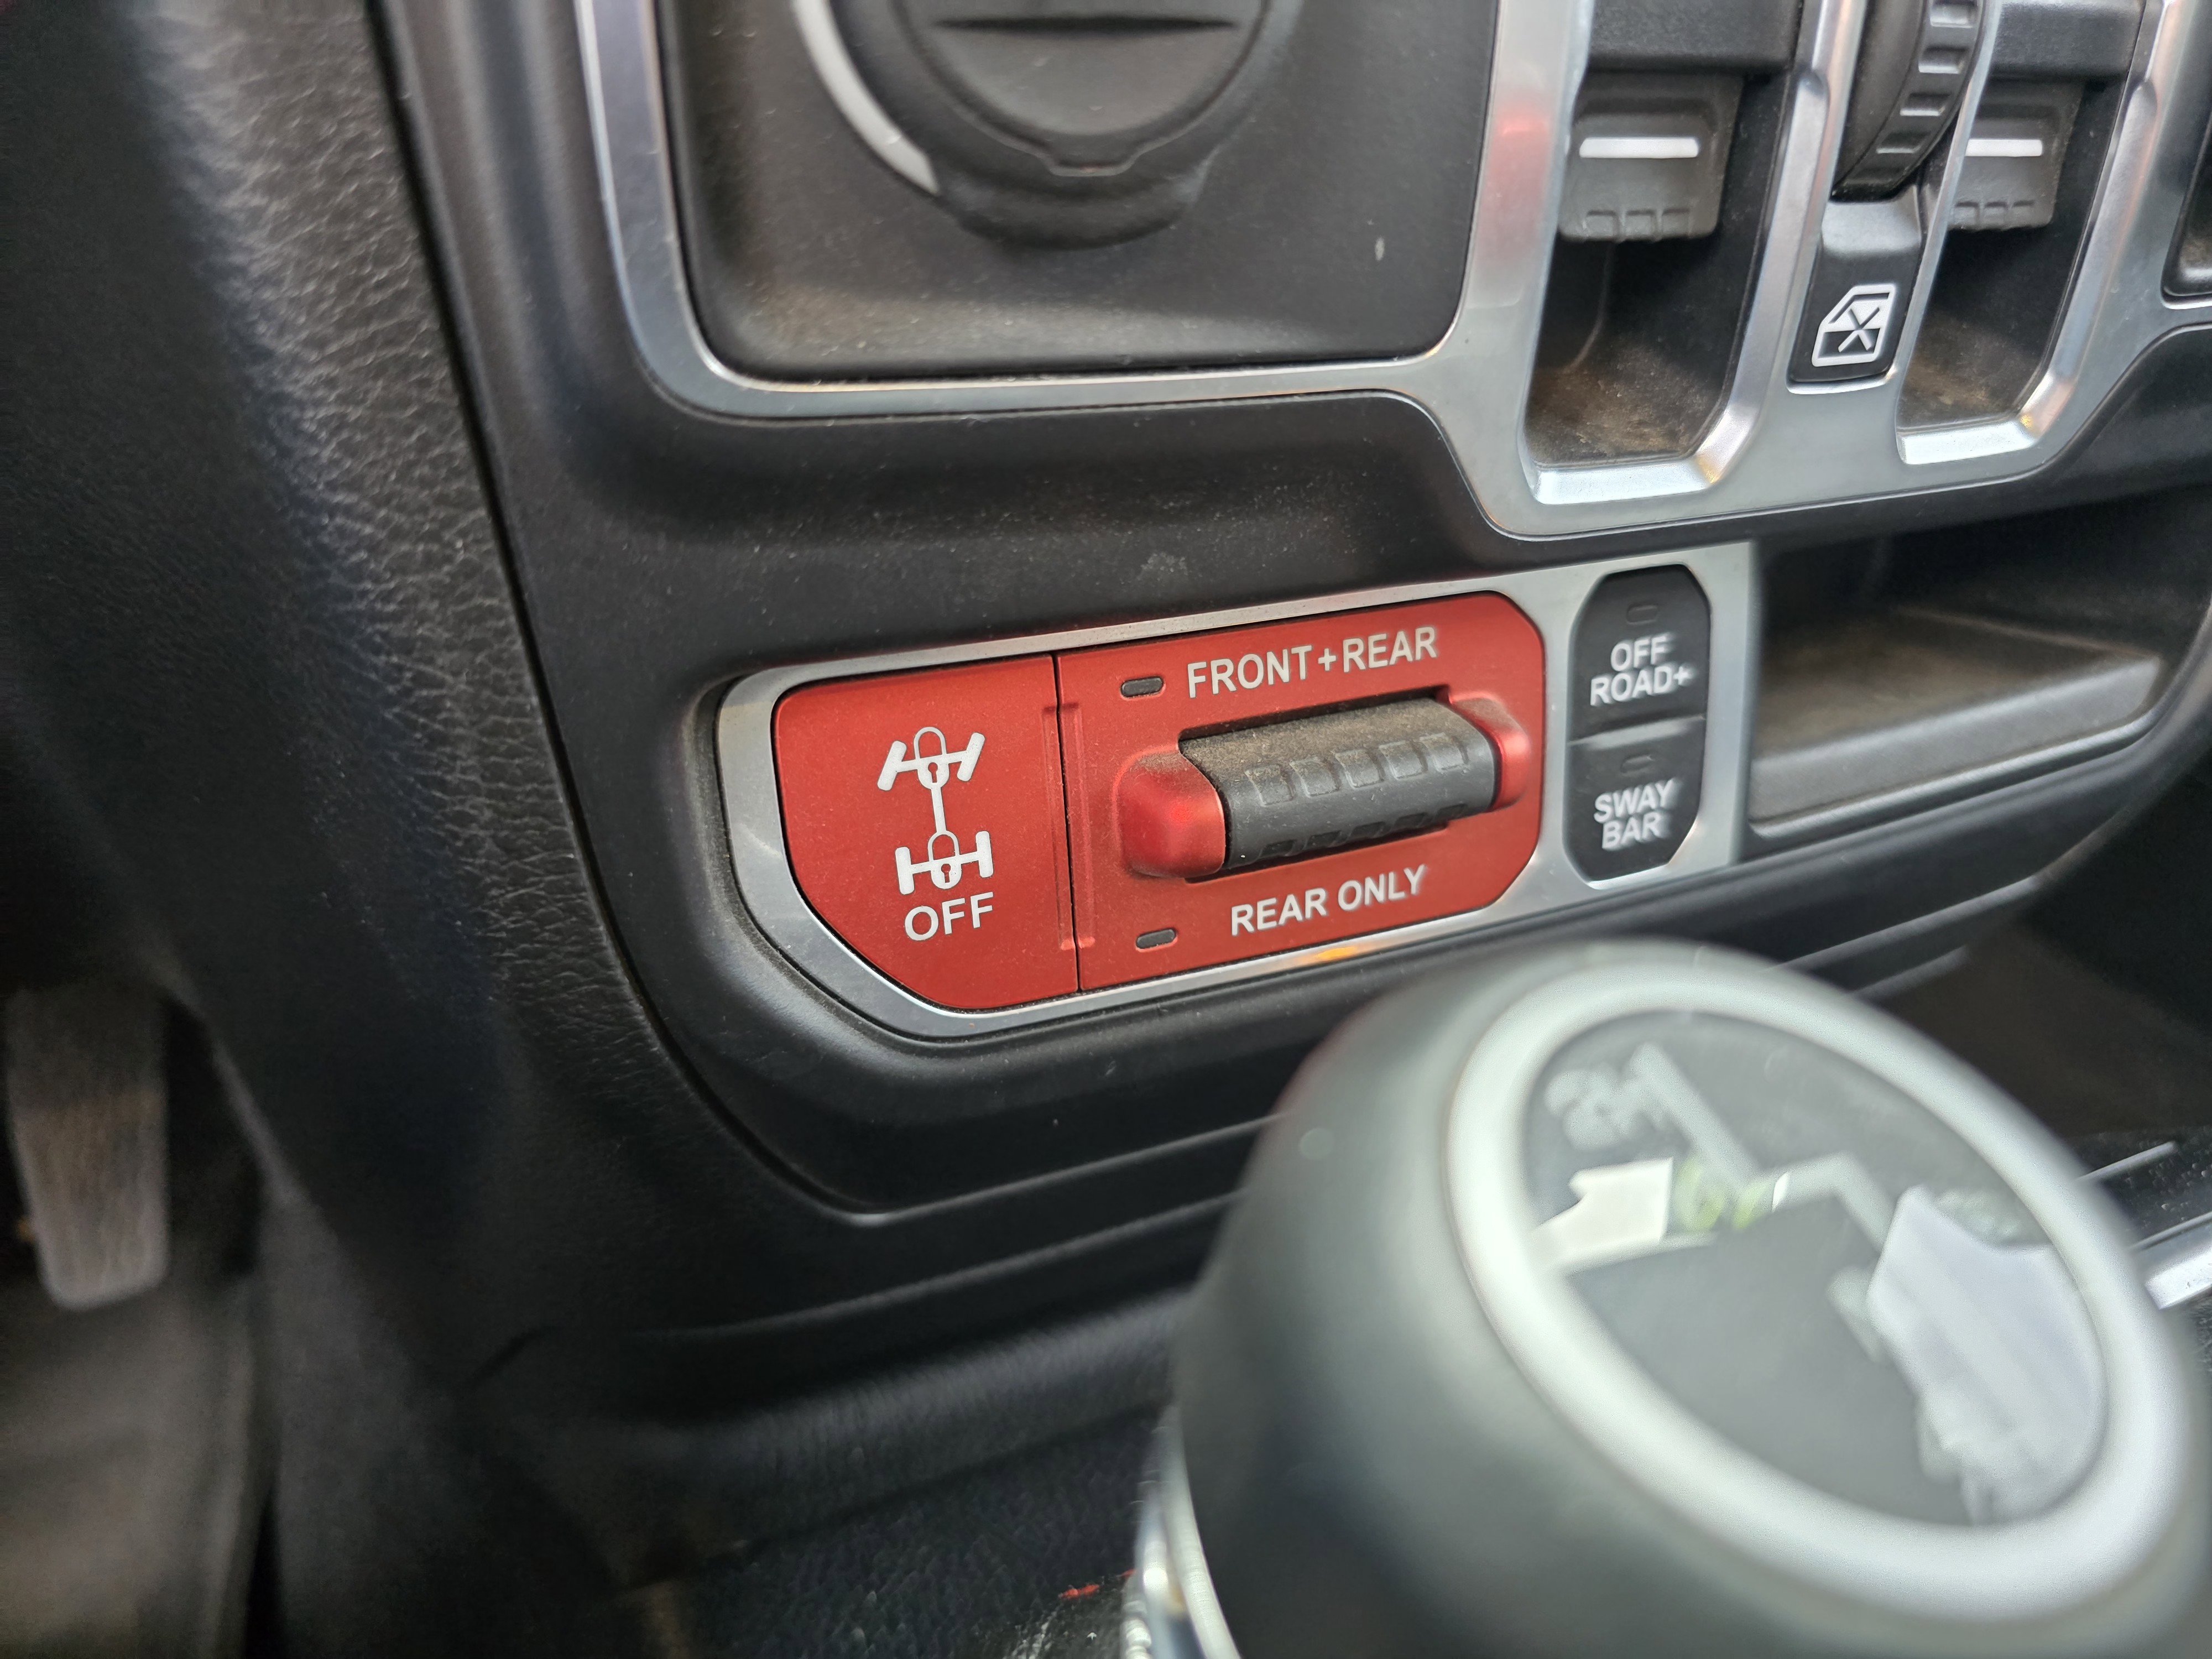 FRONT+REAR
OFF
REAR ONLY
OFF
ROAD+
SWAY
BAR